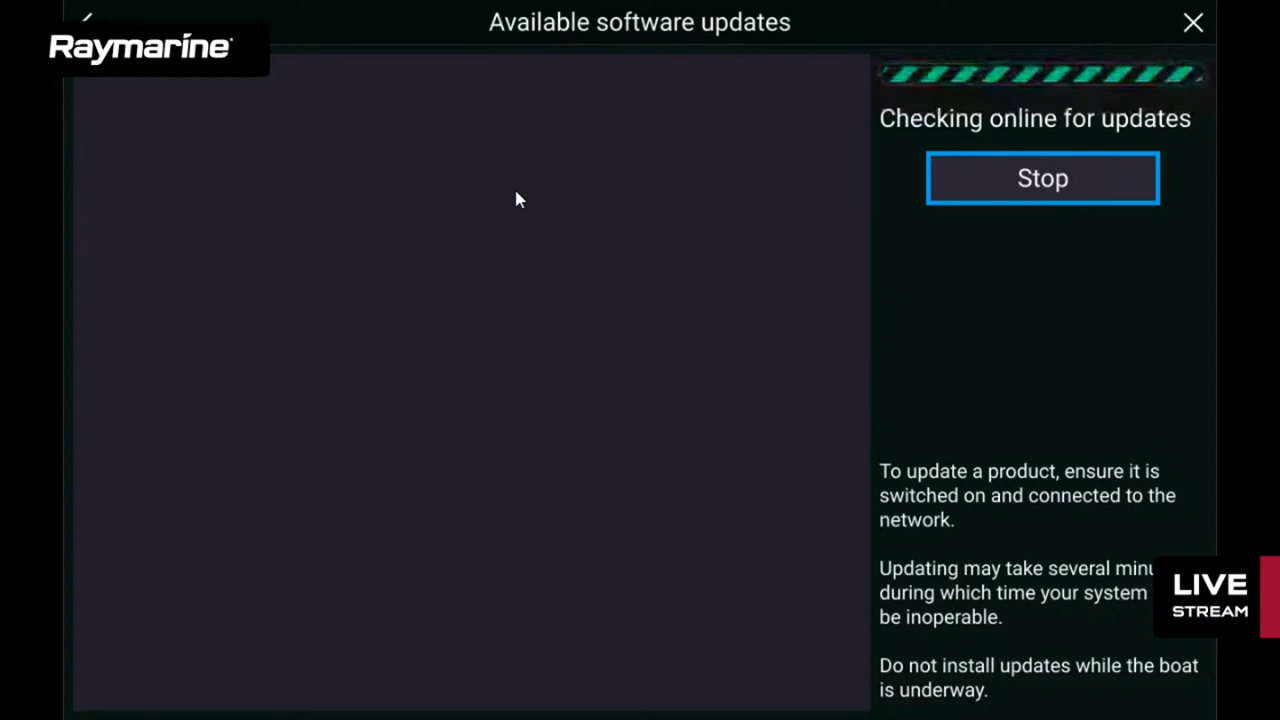 Available software updates
Raymarine
Checking online for updates
Stop
To update a product, ensure it is
switched on and connected to the
network.
Updating may take several minu
during which time your system
be inoperable.
Do not install updates while the boat
is underway.
LIVE
STREAM